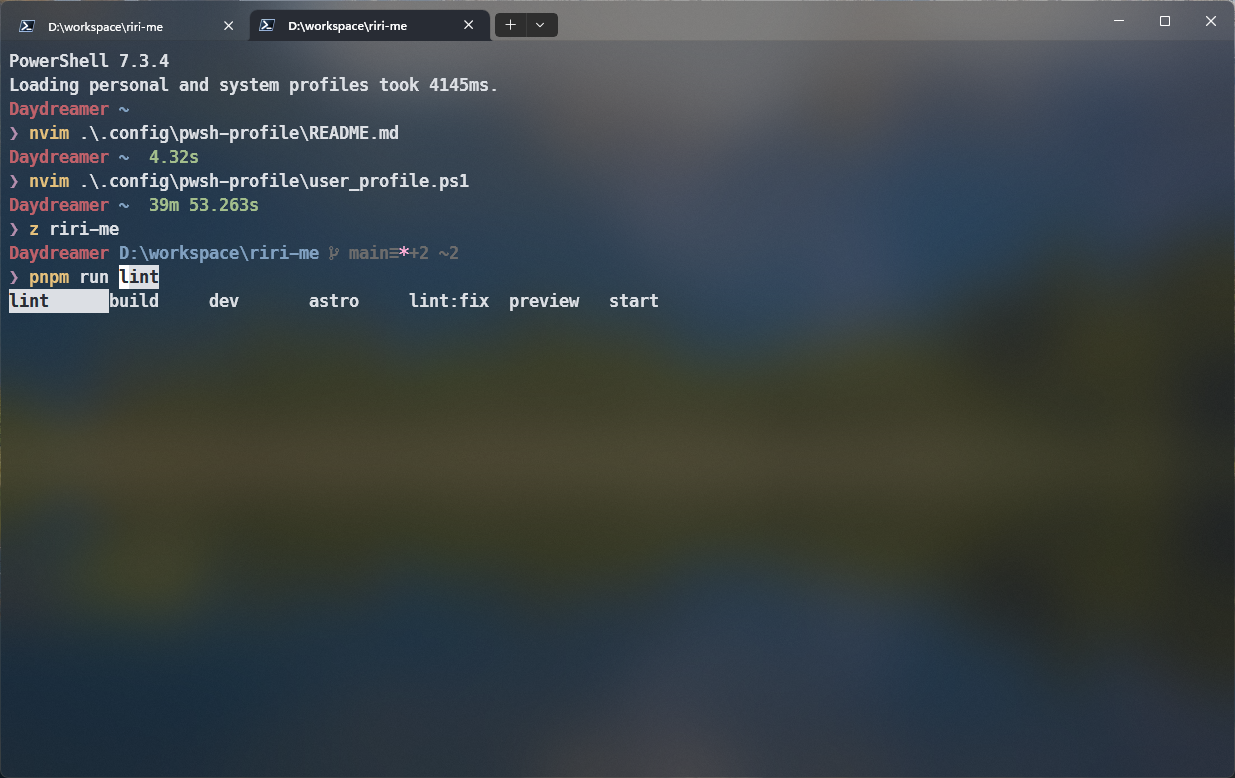 D:\workspace\riri-me
D:\workspace\riri-me
PowerShell 7.3.4
Loading personal and system profiles took 4145ms.
Daydreamer ~
❯ nvim .\.config\pwsh-profile\README.md
Daydreamer ~  4.32s
❯ nvim .\.config\pwsh-profile\user_profile.ps1
Daydreamer ~  39m 53.263s
❯ z riri-me
Daydreamer D:\workspace\riri-me main≡*+2 ~2
❯ pnpm run lint
lint build dev astro lint:fix preview start